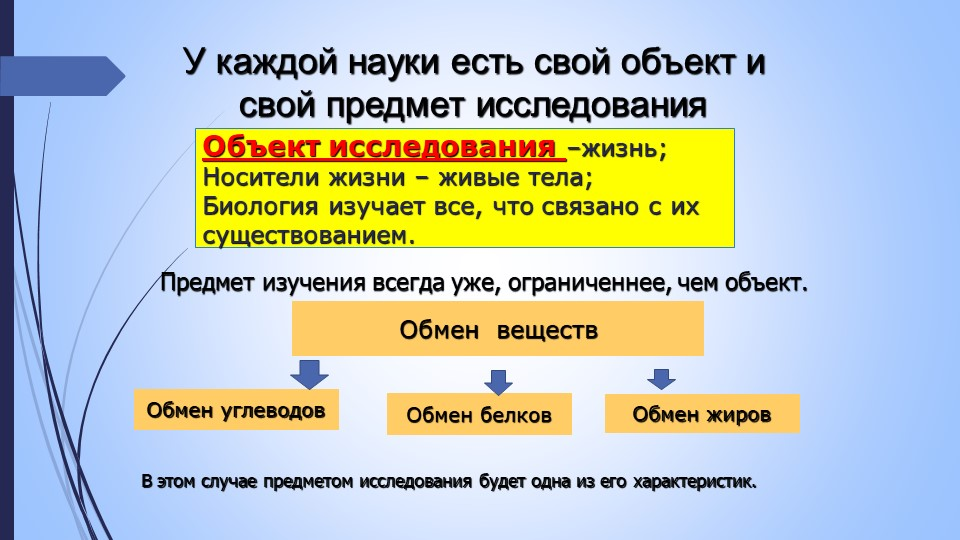 У каждой науки есть свой объект и
свой предмет исследования
Объект исследования –жизнь;
Носители жизни – живые тела;
Биология изучает все, что связано с их
существованием.
Предмет изучения всегда уже, ограниченнее, чем объект.
Обмен веществ
Обмен углеводов
Обмен белков
Обмен жиров
В этом случае предметом исследования будет одна из его характеристик.